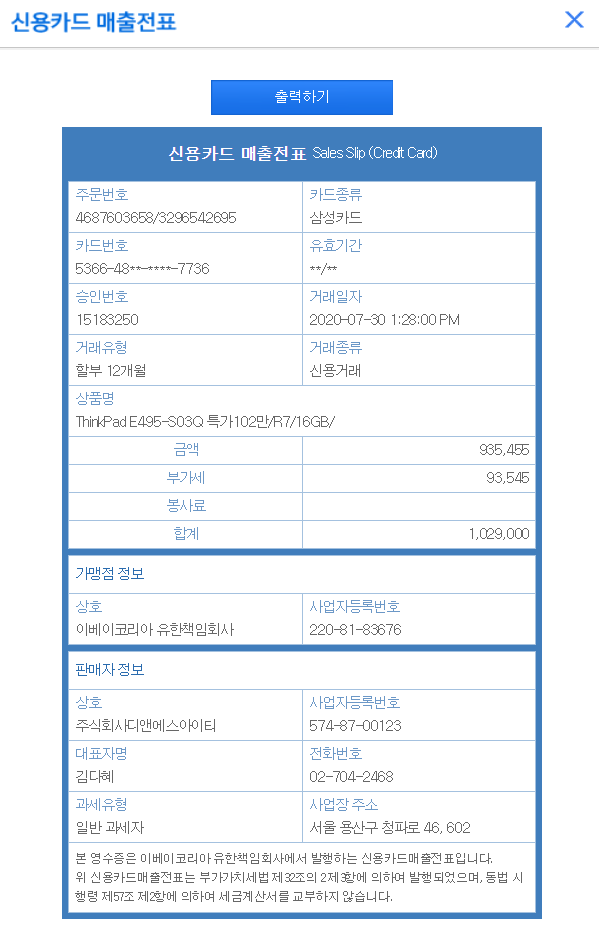 신용카드 매출전표
출력하기
신용카드 매출전표 Sales Slip (Credit Card)
주문번호 카드종류
4687603658/3296542695 삼성카드
카드번호 유효기간
5366-48**-****-7736 **/**
승인번호 거래일자
15183250 2020-07-30 1:28:00 PM
거래유형 거래종류
할부 12개월 신용거래
상품명
ThinkPad E495-S03Q 특가102만/R7/16GB/
금액 935,455
부가세 93,545
봉사료
합계 1,029,000
가맹점 정보
상호 사업자등록번호
이베이코리아 유한책임회사 220-81-83676
판매자 정보
상호 사업자등록번호
주식회사디앤에스아이티 574-87-00123
대표자명 전화번호
김다혜 02-704-2468
과세유형 사업장 주소
일반 과세자 서울 용산구 청파로 46, 602
본 영수증은 이베이코리아 유한책임회사에서 발행하는 신용카드매출전표입니다.
위 신용카드매출전표는 부가가치세법 제32조의 2 제3항에 의하여 발행되었으며, 동법 시
행령 제57조 제2항에 의하여 세금계산서를 교부하지 않습니다.